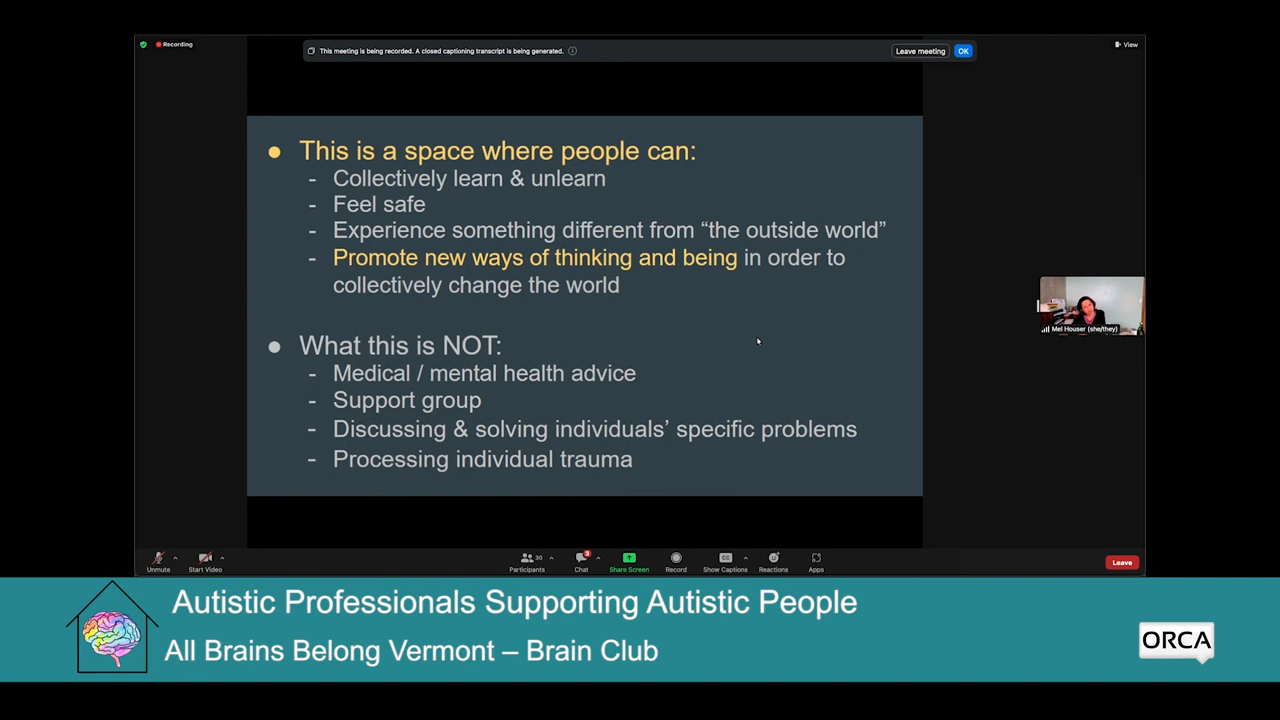 Recording
This meeting is being recorded. A closed captioning transcript is being generated.
Leave meeting
OK
View
● This is a space where people can:
- Collectively learn & unlearn
- Feel safe
- Experience something different from “the outside world”
- Promote new ways of thinking and being in order to
collectively change the world
● What this is NOT:
- Medical / mental health advice
- Support group
- Discussing & solving individuals’ specific problems
- Processing individual trauma
Mel Houser (she/they)
Unmute
Start Video
30
Participants
3
Chat
Share Screen
Record
CC
Show Captions
Reactions
Apps
Leave
Autistic Professionals Supporting Autistic People
All Brains Belong Vermont – Brain Club
ORCA